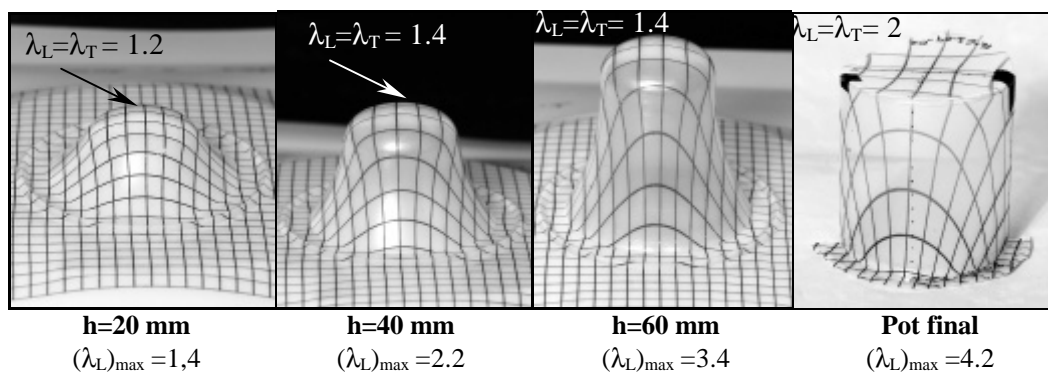 λL=λT= 1.2
λL=λT= 1.4
λL=λT= 1.4
λL=λT= 2
h=20 mm
h=40 mm
h=60 mm
Pot final
(λL)max =1,4
(λL)max =2.2
(λL)max =3.4
(λL)max =4.2